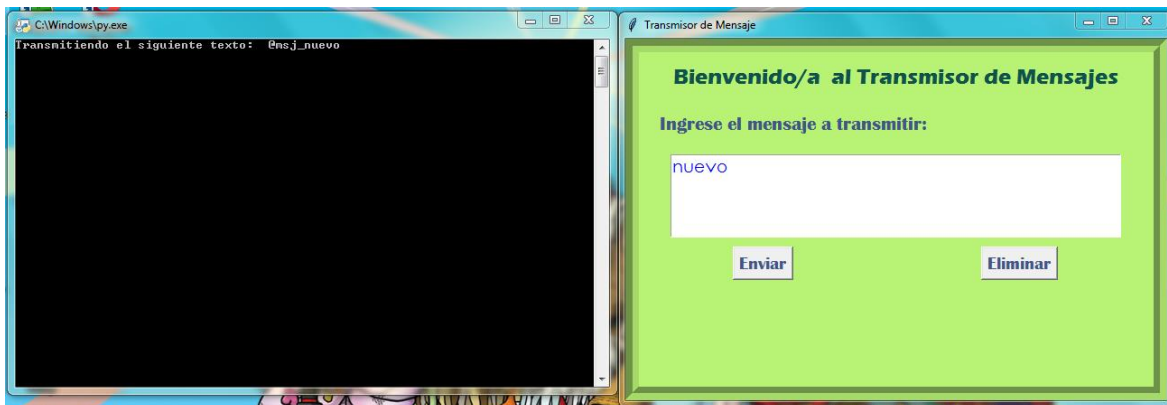 C:\Windows\py.exe
Transmitiendo el siguiente texto:  @msj_nuevo
Transmisor de Mensaje
Bienvenido/a  al Transmisor de Mensajes
Ingrese el mensaje a transmitir:
nuevo
Enviar
Eliminar